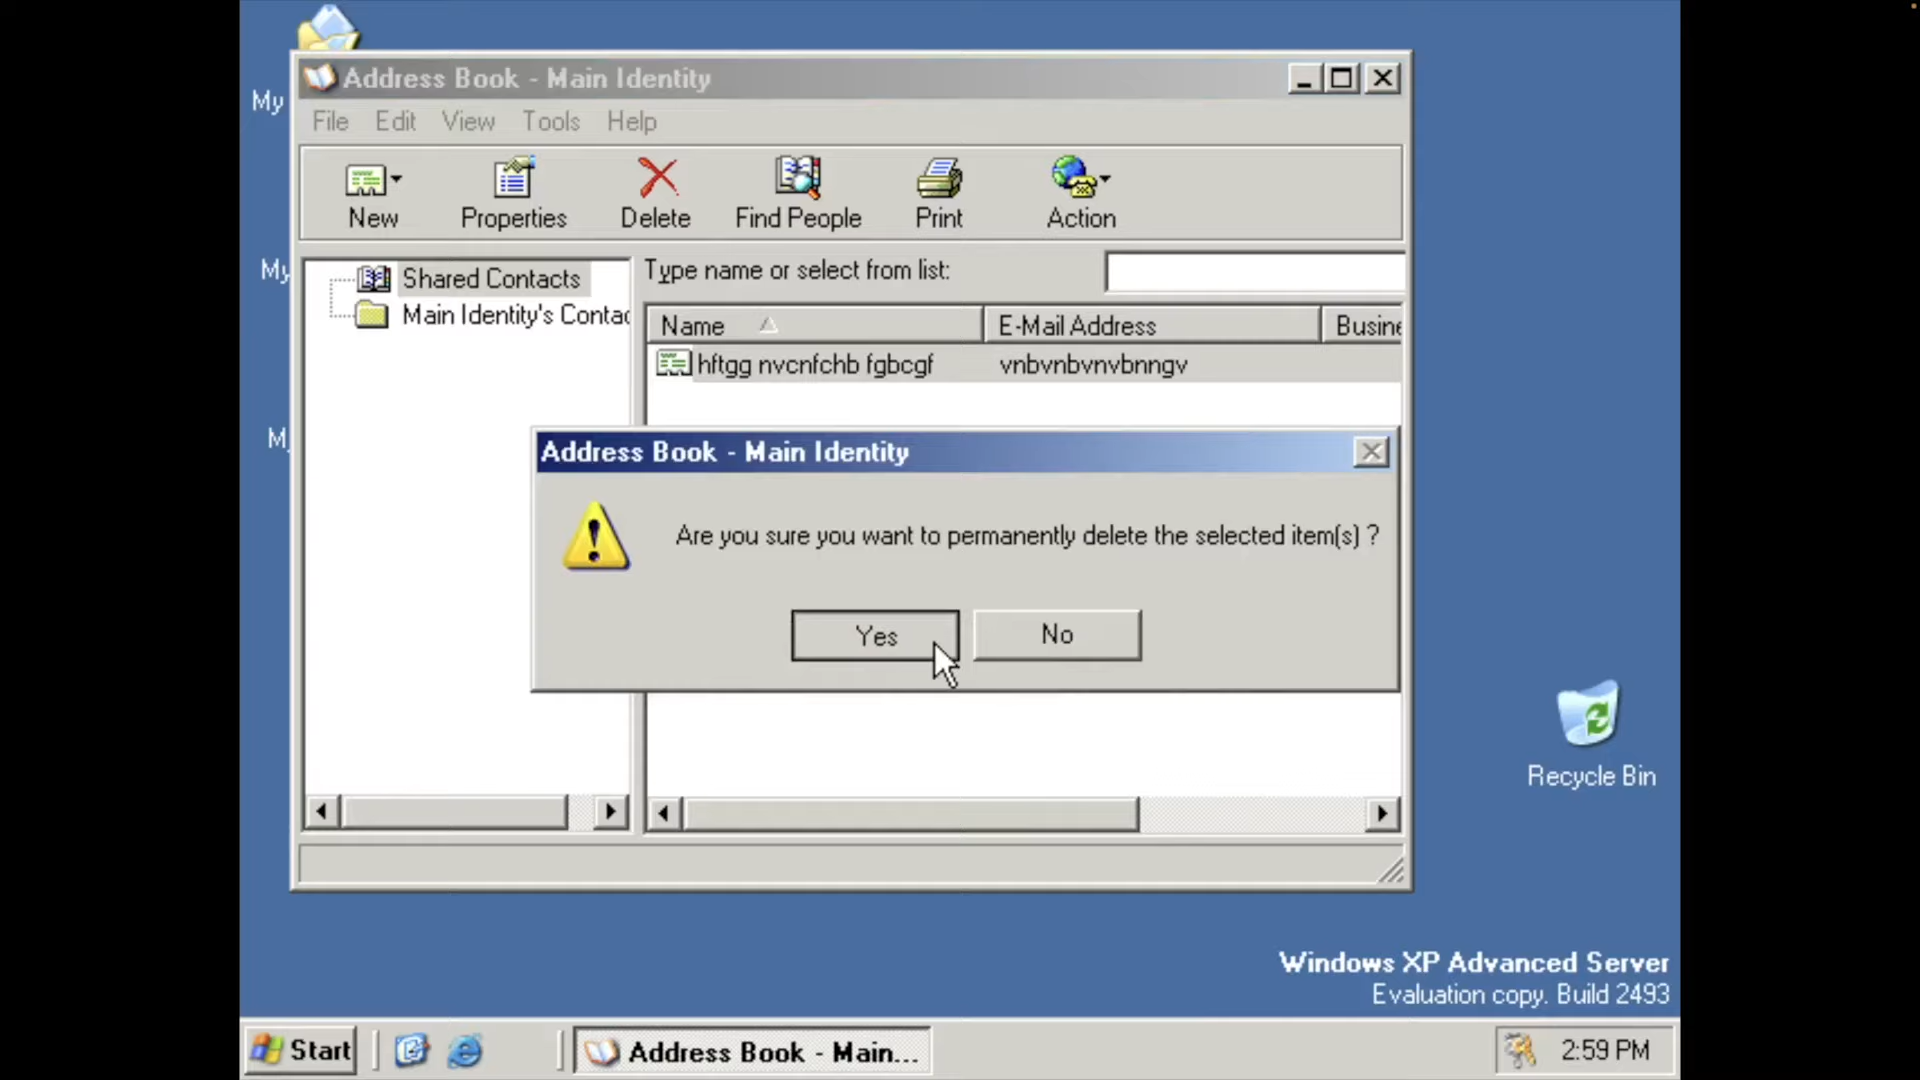 Address Book - Main Identity
File Edit View Tools Help
New Properties Delete Find People Print Action
My
Shared Contacts
Main Identity's Contac
Type name or select from list:
Name E-Mail Address Busine
hftgg nvcnfchb fgbcgf vnbvnbvnvbnngv
My
M
Address Book - Main Identity
Are you sure you want to permanently delete the selected item(s) ?
Yes No
Recycle Bin
Windows XP Advanced Server
Evaluation copy. Build 2493
Start Address Book - Main... 2:59 PM